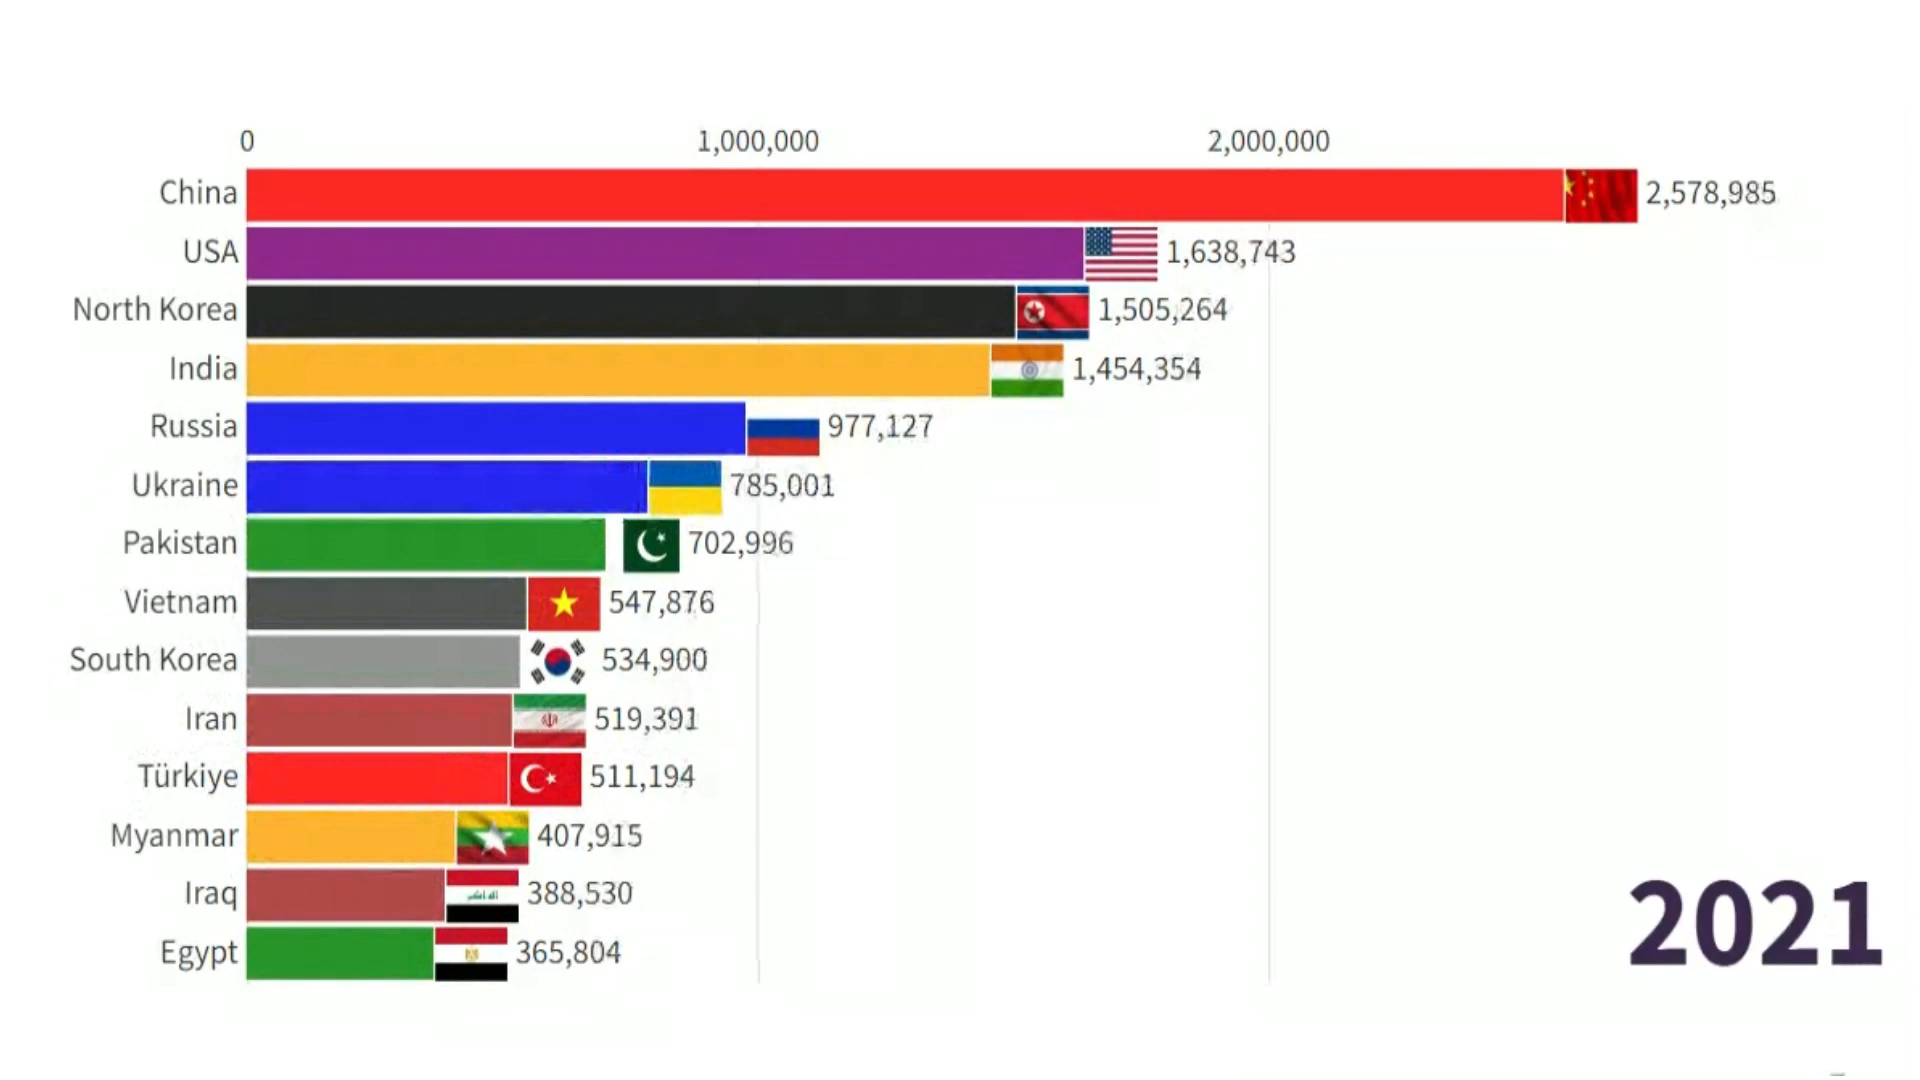 0 1,000,000 2,000,000
China 2,578,985
USA 1,638,743
North Korea 1,505,264
India 1,454,354
Russia 977,127
Ukraine 785,001
Pakistan 702,996
Vietnam 547,876
South Korea 534,900
Iran 519,391
Türkiye 511,194
Myanmar 407,915
Iraq 388,530
Egypt 365,804
2021